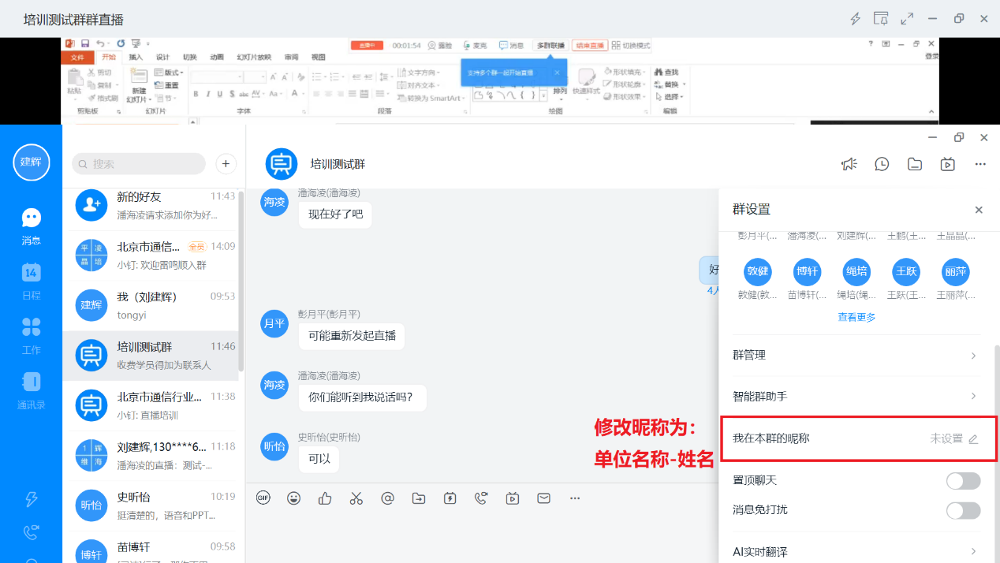 培训测试群群直播
直播中 00:01:54 露脸 麦克 消息 多群联播 结束直播 切换模式
登录
文件 开始 插入 设计 切换 动画 幻灯片放映 审阅 视图
支持多个群一起开始直播
粘贴 剪切 复制 格式刷
新建 幻灯片 版式 重置 节
文字方向 对齐文本 转换为 SmartArt
排列 快速样式 形状填充 形状轮廓 形状效果
查找 替换 选择
剪贴板 幻灯片 字体 段落 绘图 编辑
建辉
消息
14
日程
工作
通讯录
搜索
新的好友 11:43
潘海凌请求添加你为好...
平 凌 晶 培
北京市通信... 全员 14:09
小钉: 欢迎雷鸣顺入群
建辉
我（刘建辉） 09:53
tongyi
培训测试群 11:46
收费学员得加为联系人
北京市通信行业... 11:38
小钉: 直播培训
1 辉 维 海
刘建辉,130****6... 11:18
潘海凌的直播：测试-...
昕怡
史昕怡 10:19
挺清楚的，语音和PPT...
博轩
苗博轩 09:58
培训测试群
海凌
潘海凌(潘海凌)
现在好了吧
好
4人
月平
彭月平(彭月平)
可能重新发起直播
海凌
潘海凌(潘海凌)
你们能听到我说话吗?
昕怡
史昕怡(史昕怡)
可以
修改昵称为：
单位名称-姓名
GIF
群设置
彭月平(... 潘海凌(... 刘建辉(... 王鹏(王... 王晶晶(...
敦健 博轩 绳培 王跃 丽萍
敦健(敦... 苗博轩(... 绳培(绳... 王跃(王... 王丽萍(...
查看更多
群管理
智能群助手
我在本群的昵称 未设置
置顶聊天
消息免打扰
AI实时翻译